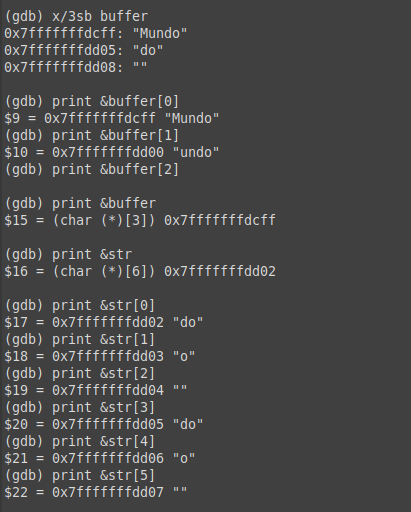 (gdb) x/3sb buffer
0x7fffffffdcff: "Mundo"
0x7fffffffdd05: "do"
0x7fffffffdd08: ""
(gdb) print &buffer[0]
$9 = 0x7fffffffdcff "Mundo"
(gdb) print &buffer[1]
$10 = 0x7fffffffdd00 "undo"
(gdb) print &buffer[2]
(gdb) print &buffer
$15 = (char (*)[3]) 0x7fffffffdcff
(gdb) print &str
$16 = (char (*)[6]) 0x7fffffffdd02
(gdb) print &str[0]
$17 = 0x7fffffffdd02 "do"
(gdb) print &str[1]
$18 = 0x7fffffffdd03 "o"
(gdb) print &str[2]
$19 = 0x7fffffffdd04 ""
(gdb) print &str[3]
$20 = 0x7fffffffdd05 "do"
(gdb) print &str[4]
$21 = 0x7fffffffdd06 "o"
(gdb) print &str[5]
$22 = 0x7fffffffdd07 ""